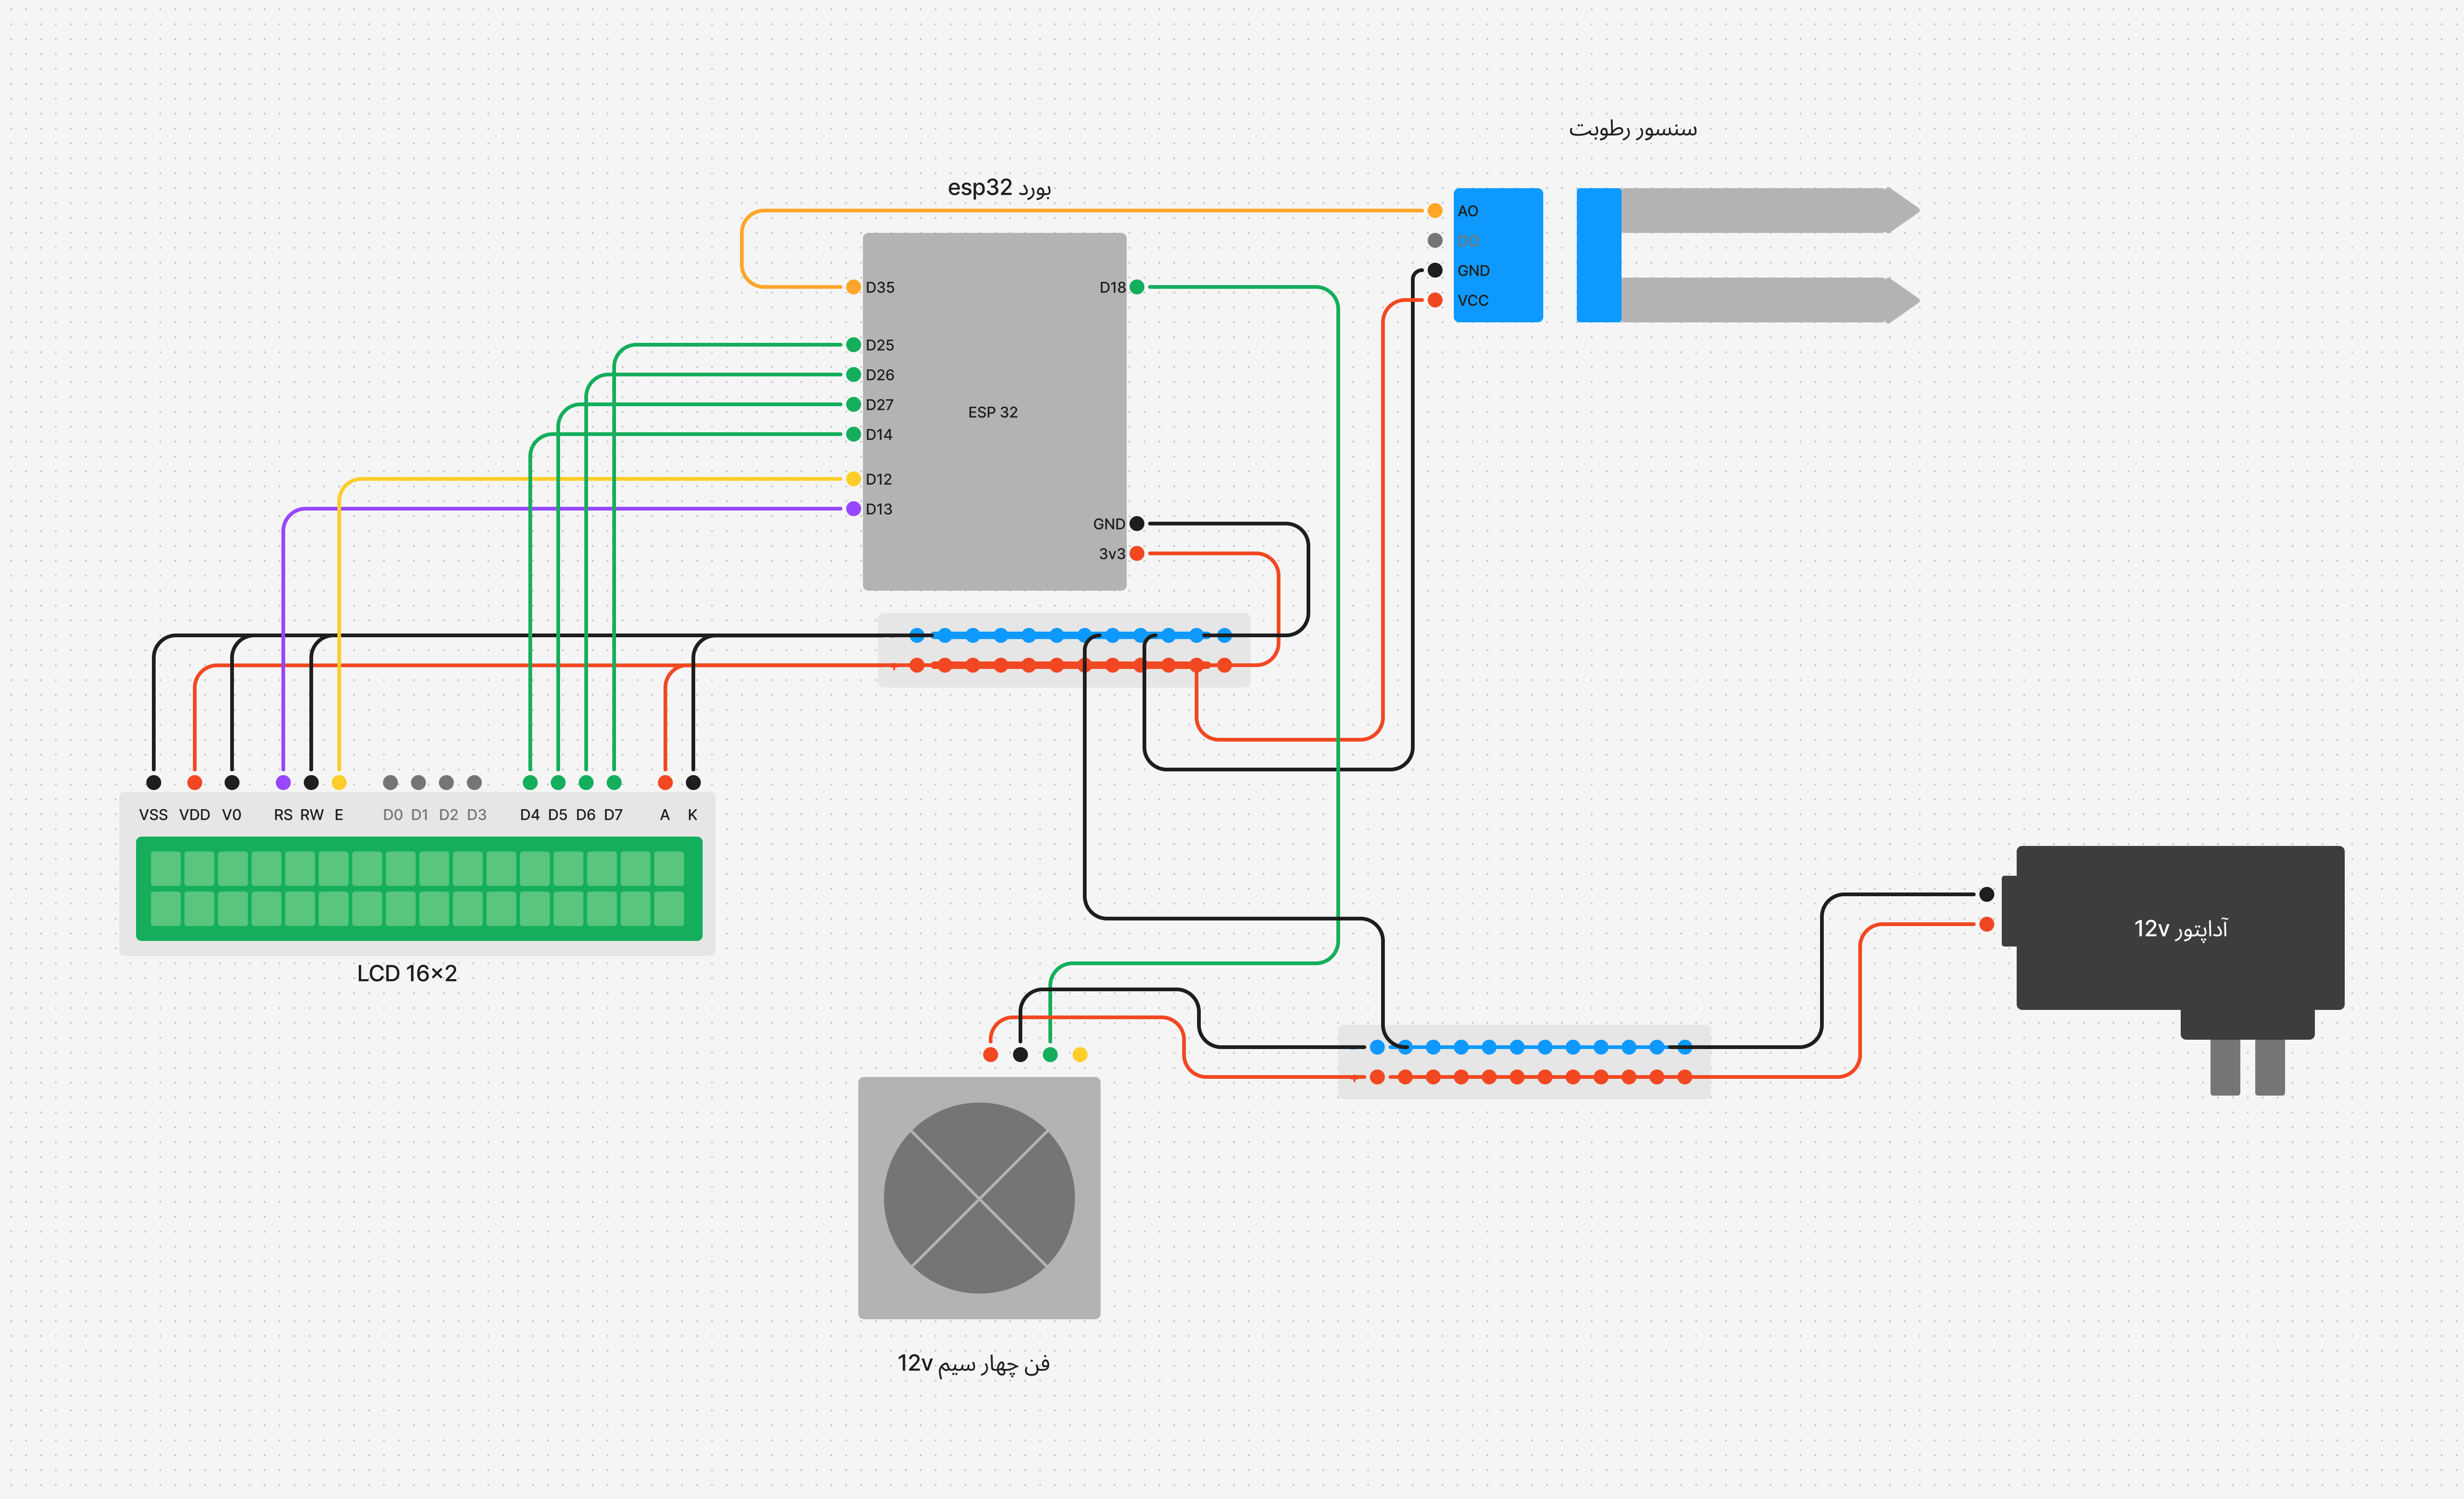 سنسور رطوبت
بورد esp32
AO
DO
GND
VCC
D35
D18
D25
D26
D27
D14
ESP 32
D12
D13
GND
3v3
+
VSS VDD V0 RS RW E D0 D1 D2 D3 D4 D5 D6 D7 A K
LCD 16×2
آداپتور 12v
-
+
فن چهار سیم 12v